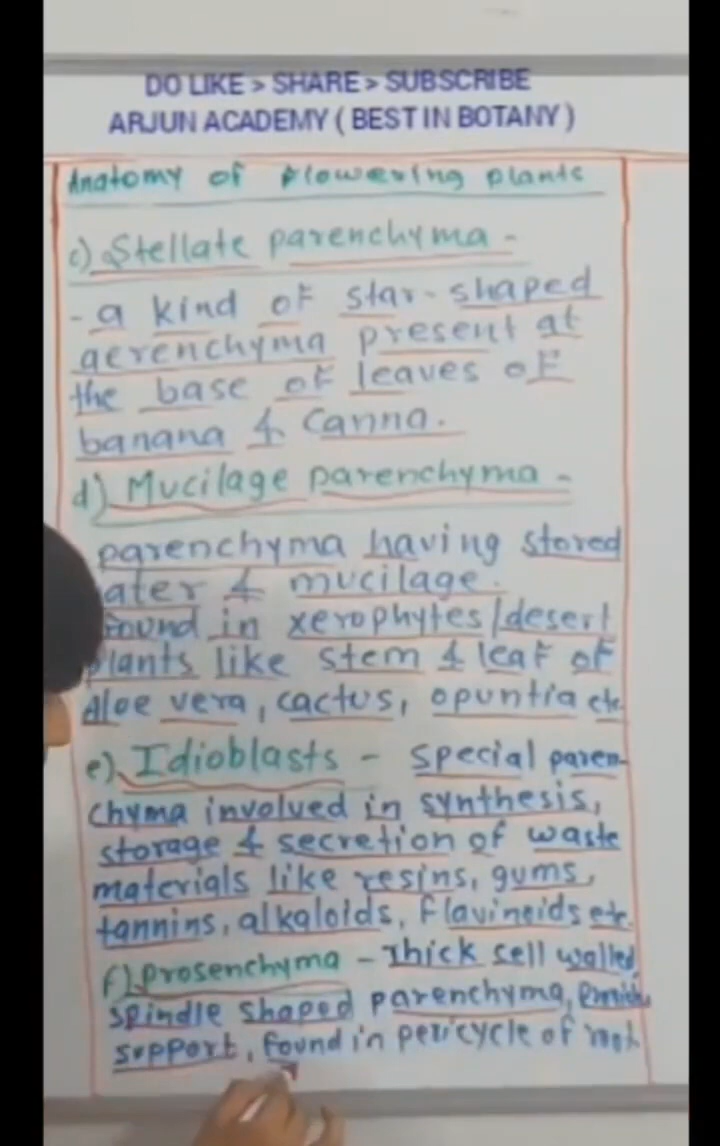 DO LIKE > SHARE > SUBSCRIBE
ARJUN ACADEMY ( BEST IN BOTANY )
Anatomy of Flowering plants
c) Stellate parenchyma -
- a kind of star-shaped
aerenchyma present at
the base of leaves of
banana & Canna.
d) Mucilage parenchyma -
parenchyma having stored
ater & mucilage.
found in xerophytes/desert
plants like stem & leaf of
Aloe vera, cactus, opuntia etc
e) Idioblasts - special paren-
chyma involved in synthesis,
storage & secretion of waste
materials like resins, gums,
tannins, alkaloids, Flavinoids etc.
f) prosenchyma - Thick cell walled,
spindle shaped parenchyma,
support, found in pericycle of root.